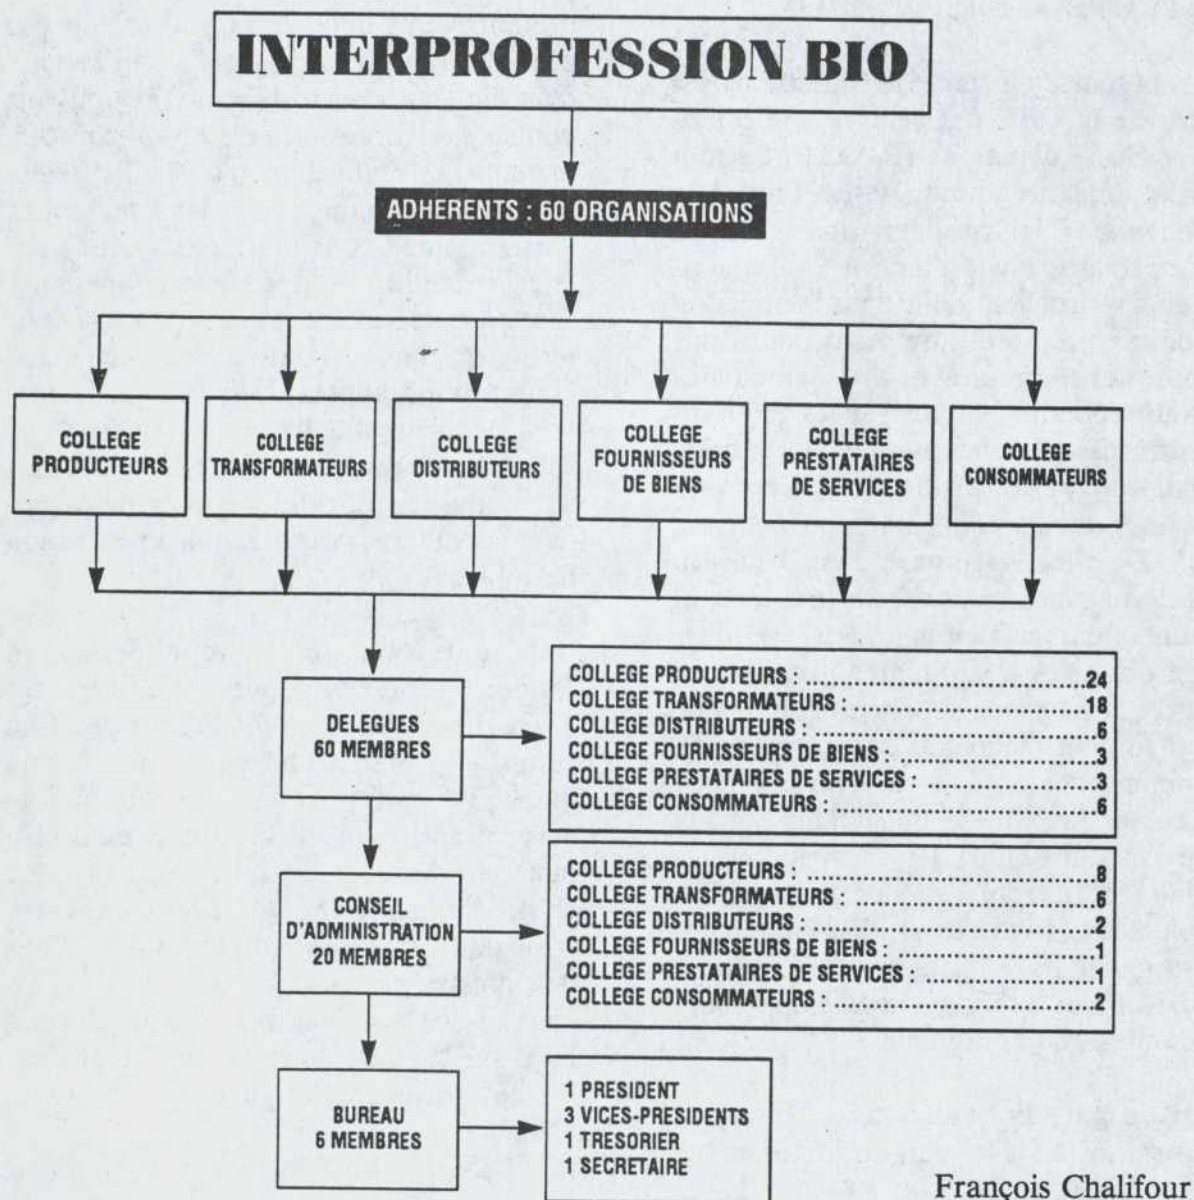 INTERPROFESSION BIO
ADHERENTS : 60 ORGANISATIONS
COLLEGE
PRODUCTEURS
COLLEGE
TRANSFORMATEURS
COLLEGE
DISTRIBUTEURS
COLLEGE
FOURNISSEURS
DE BIENS
COLLEGE
PRESTATAIRES
DE SERVICES
COLLEGE
CONSOMMATEURS
DELEGUES
60 MEMBRES
COLLEGE PRODUCTEURS : ..........................................24
COLLEGE TRANSFORMATEURS : ...................................18
COLLEGE DISTRIBUTEURS : ..........................................6
COLLEGE FOURNISSEURS DE BIENS : ..............................3
COLLEGE PRESTATAIRES DE SERVICES : ..........................3
COLLEGE CONSOMMATEURS : ........................................6
CONSEIL
D'ADMINISTRATION
20 MEMBRES
COLLEGE PRODUCTEURS : ...........................................8
COLLEGE TRANSFORMATEURS : .....................................6
COLLEGE DISTRIBUTEURS : ..........................................2
COLLEGE FOURNISSEURS DE BIENS : ..............................1
COLLEGE PRESTATAIRES DE SERVICES : ..........................1
COLLEGE CONSOMMATEURS : ........................................2
BUREAU
6 MEMBRES
1 PRESIDENT
3 VICES-PRESIDENTS
1 TRESORIER
1 SECRETAIRE
François Chalifour